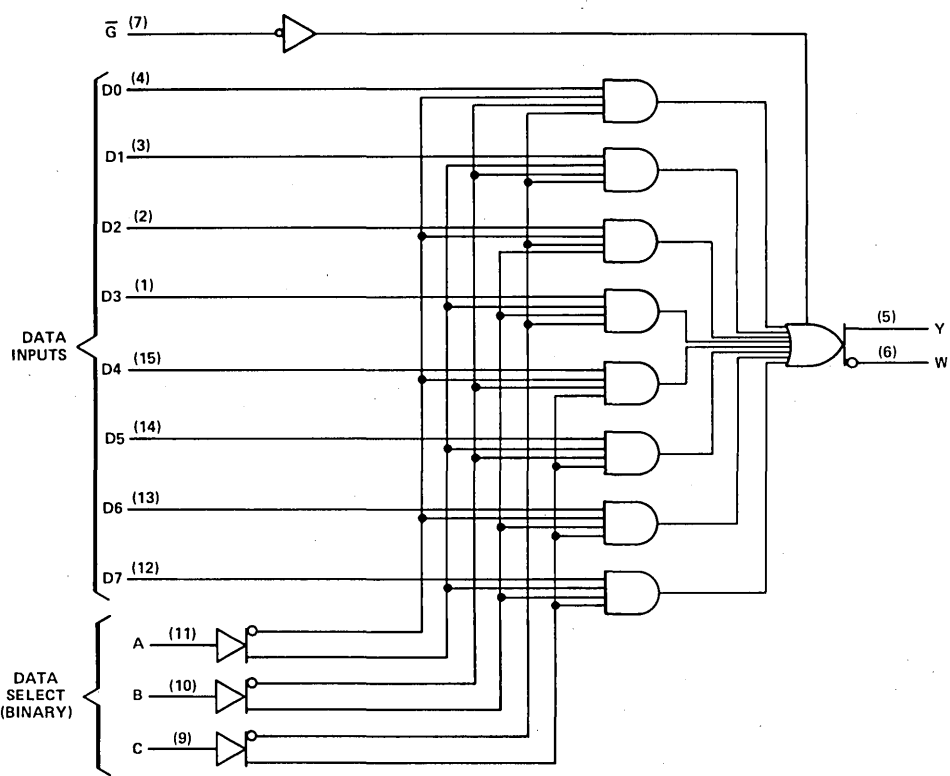 G̅ (7)
D0 (4)
D1 (3)
D2 (2)
D3 (1)
DATA
INPUTS
D4 (15)
D5 (14)
D6 (13)
D7 (12)
(5) Y
(6) W
DATA
SELECT
(BINARY)
A (11)
B (10)
C (9)